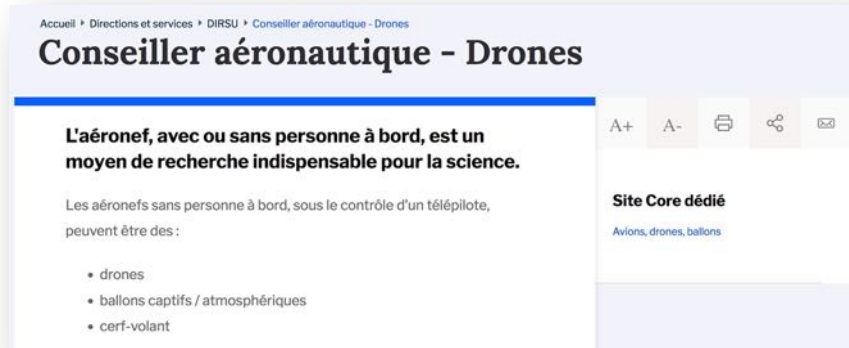 Accueil ‣ Directions et services ‣ DIRSU ‣ Conseiller aéronautique - Drones
Conseiller aéronautique - Drones
L'aéronef, avec ou sans personne à bord, est un
moyen de recherche indispensable pour la science.
Les aéronefs sans personne à bord, sous le contrôle d'un télépilote,
peuvent être des :
• drones
• ballons captifs / atmosphériques
• cerf-volant
A+ A-
Site Core dédié
Avions, drones, ballons